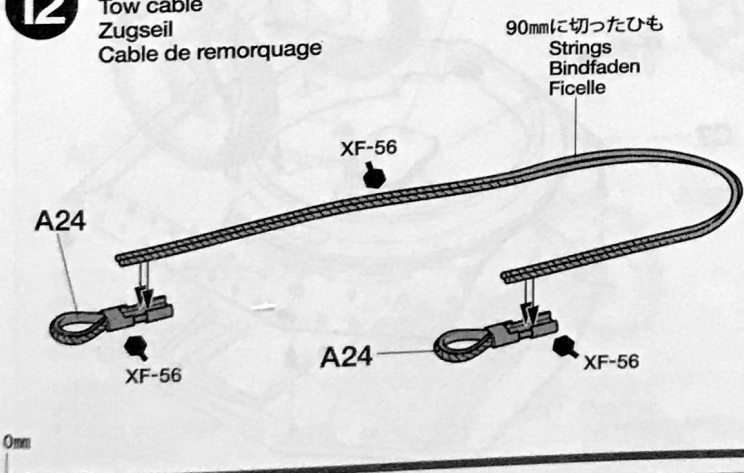 12
Tow cable
Zugseil
Cable de remorquage
90mmに切ったひも
Strings
Bindfaden
Ficelle
XF-56
A24
XF-56
A24
XF-56
0mm